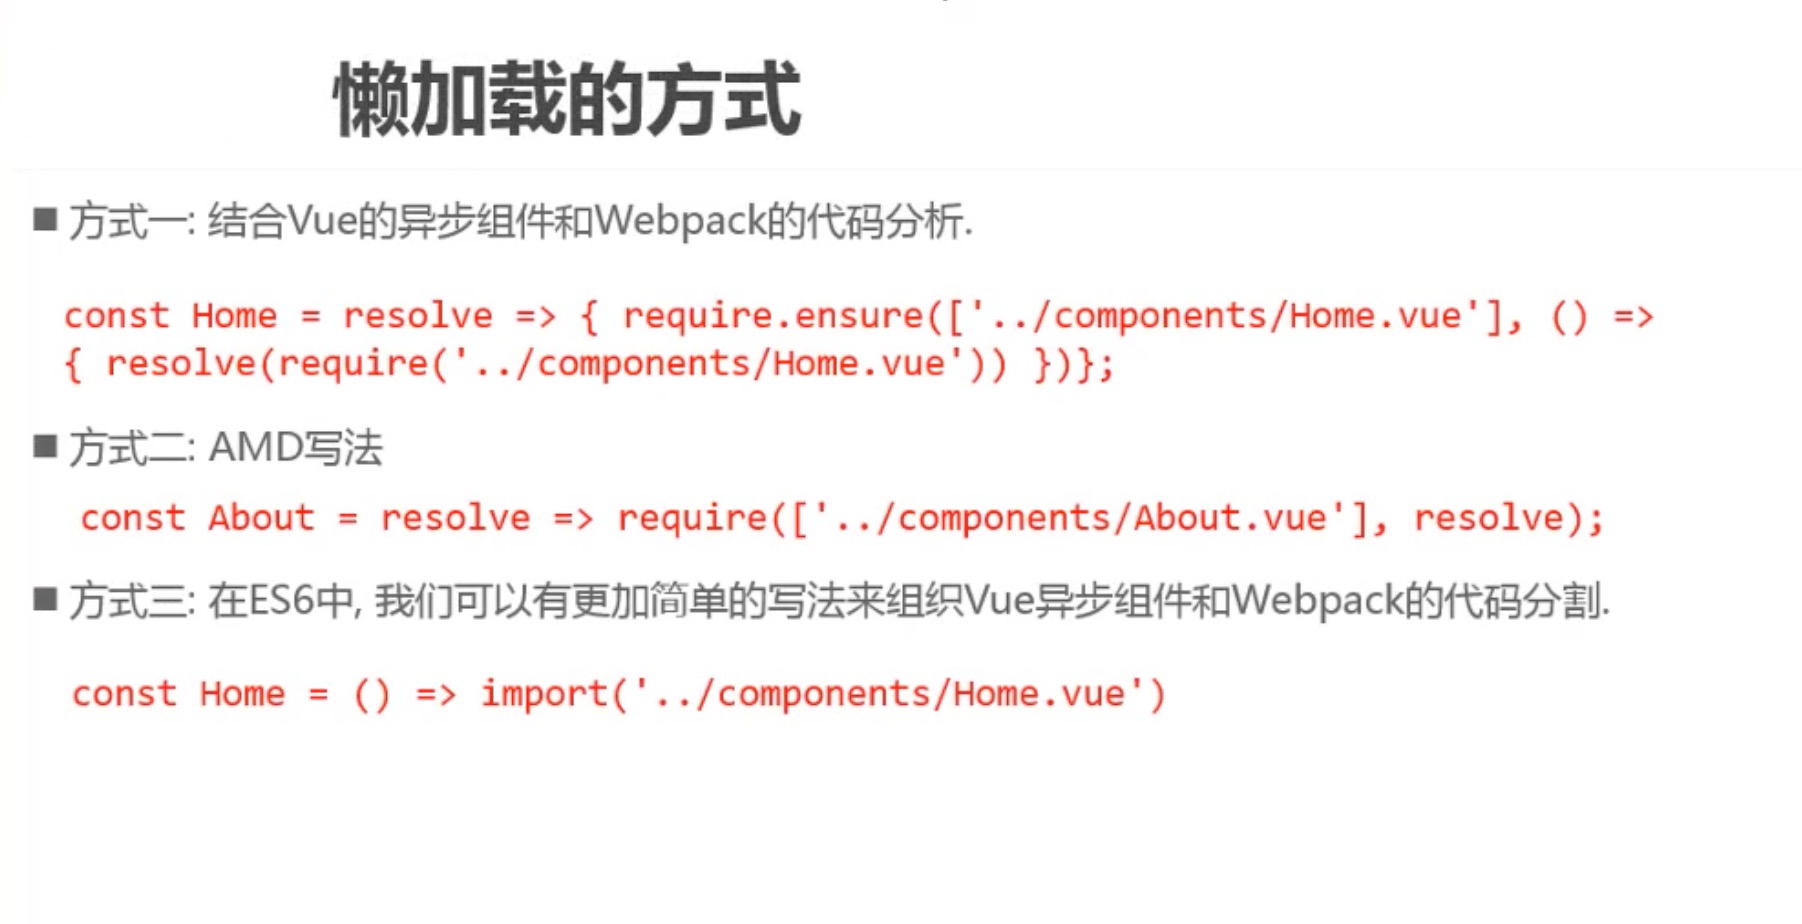 懒加载的方式
■ 方式一: 结合Vue的异步组件和Webpack的代码分析.
const Home = resolve => { require.ensure(['../components/Home.vue'], () =>
{ resolve(require('../components/Home.vue')) })};
■ 方式二: AMD写法
const About = resolve => require(['../components/About.vue'], resolve);
■ 方式三: 在ES6中, 我们可以有更加简单的写法来组织Vue异步组件和Webpack的代码分割.
const Home = () => import('../components/Home.vue')